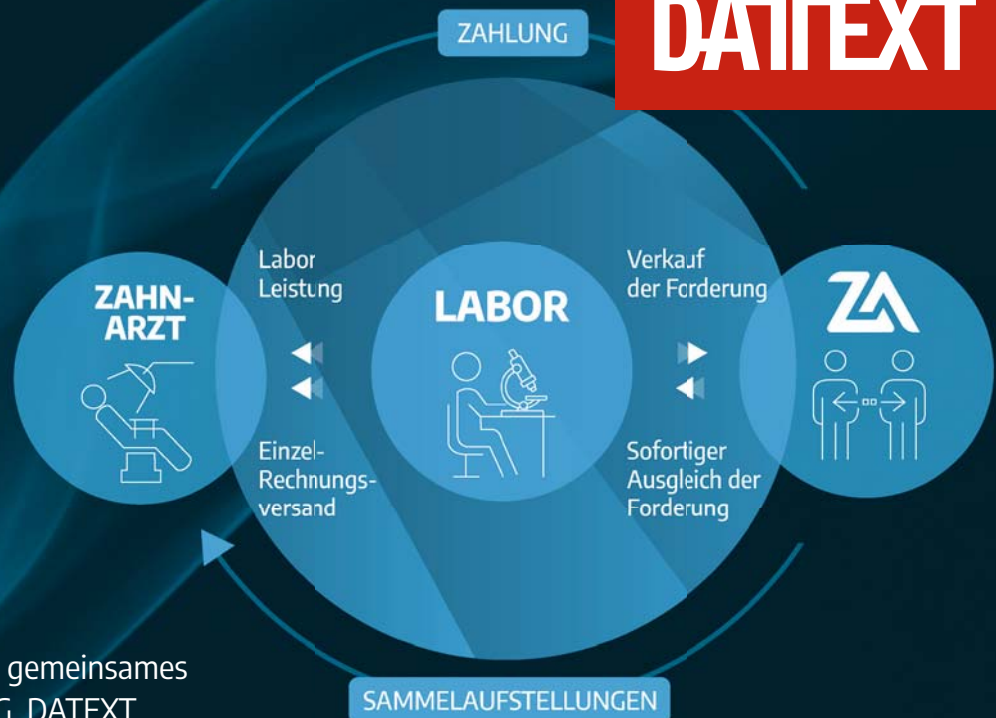 ZAHLUNG
DATEXT
ZAHN-
ARZT
Labor
Leistung
Einzel-
Rechnungs-
versand
LABOR
Verkauf
der Forderung
Sofortiger
Ausgleich der
Forderung
ZA
gemeinsames
G, DATEXT
SAMMELAUFSTELLUNGEN